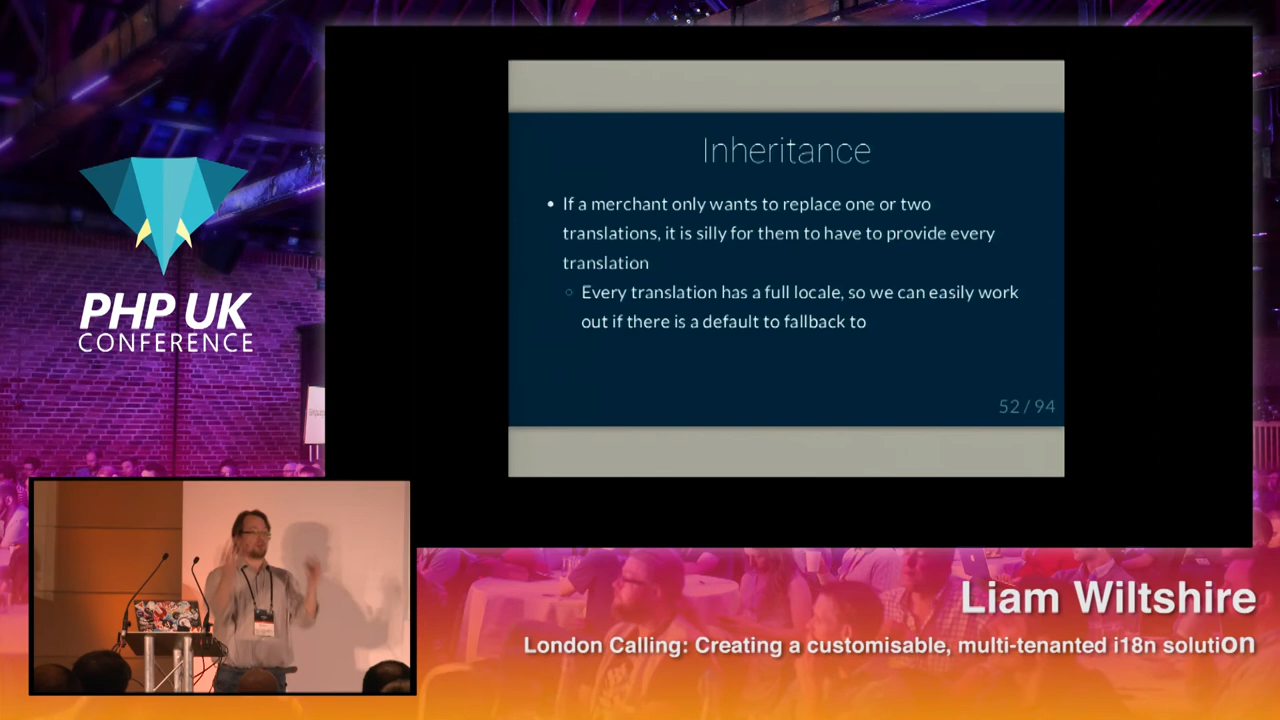 PHP UK
CONFERENCE
Inheritance
• If a merchant only wants to replace one or two
translations, it is silly for them to have to provide every
translation
○ Every translation has a full locale, so we can easily work
out if there is a default to fallback to
52 / 94
Liam Wiltshire
London Calling: Creating a customisable, multi-tenanted i18n solution